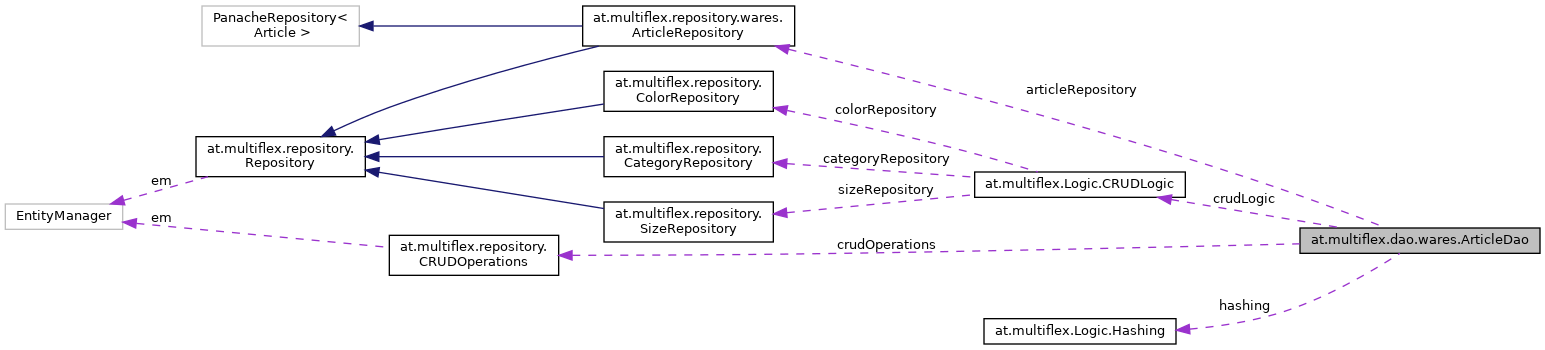 PanacheRepository<
Article >
at.multiflex.repository.wares.
ArticleRepository
articleRepository
at.multiflex.repository.
ColorRepository
colorRepository
at.multiflex.repository.
Repository
at.multiflex.repository.
CategoryRepository
categoryRepository
em
at.multiflex.Logic.CRUDLogic
sizeRepository
crudLogic
EntityManager
em
at.multiflex.repository.
SizeRepository
at.multiflex.repository.
CRUDOperations
crudOperations
at.multiflex.dao.wares.ArticleDao
hashing
at.multiflex.Logic.Hashing